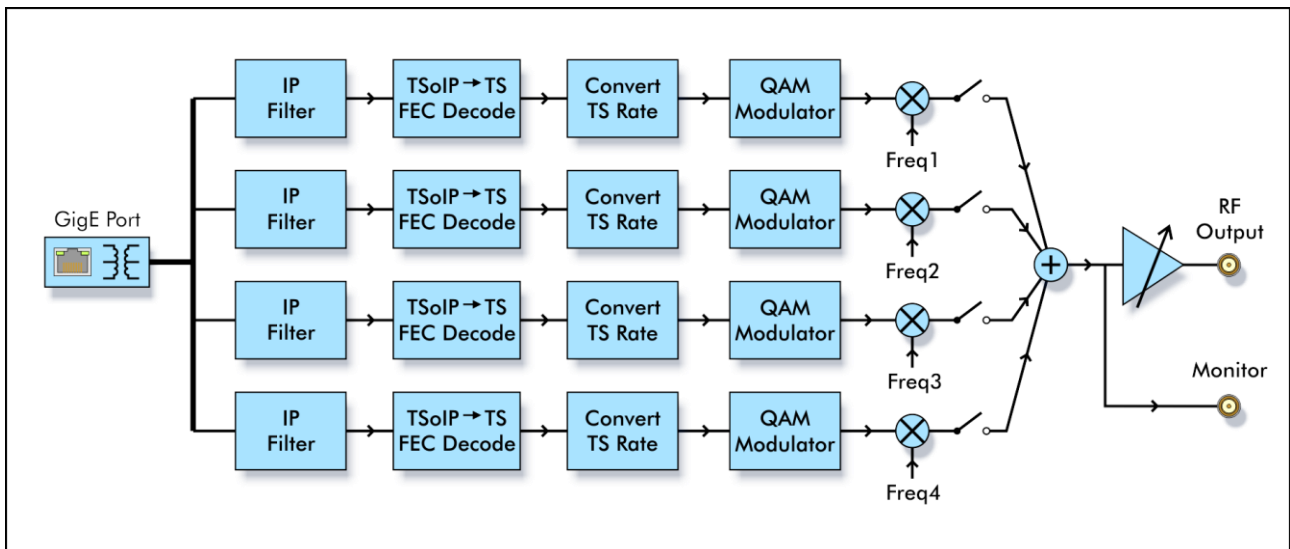 GigE Port
IP
Filter
TSoIP → TS
FEC Decode
Convert
TS Rate
QAM
Modulator
Freq1
IP
Filter
TSoIP → TS
FEC Decode
Convert
TS Rate
QAM
Modulator
Freq2
IP
Filter
TSoIP → TS
FEC Decode
Convert
TS Rate
QAM
Modulator
Freq3
IP
Filter
TSoIP → TS
FEC Decode
Convert
TS Rate
QAM
Modulator
Freq4
RF
Output
Monitor